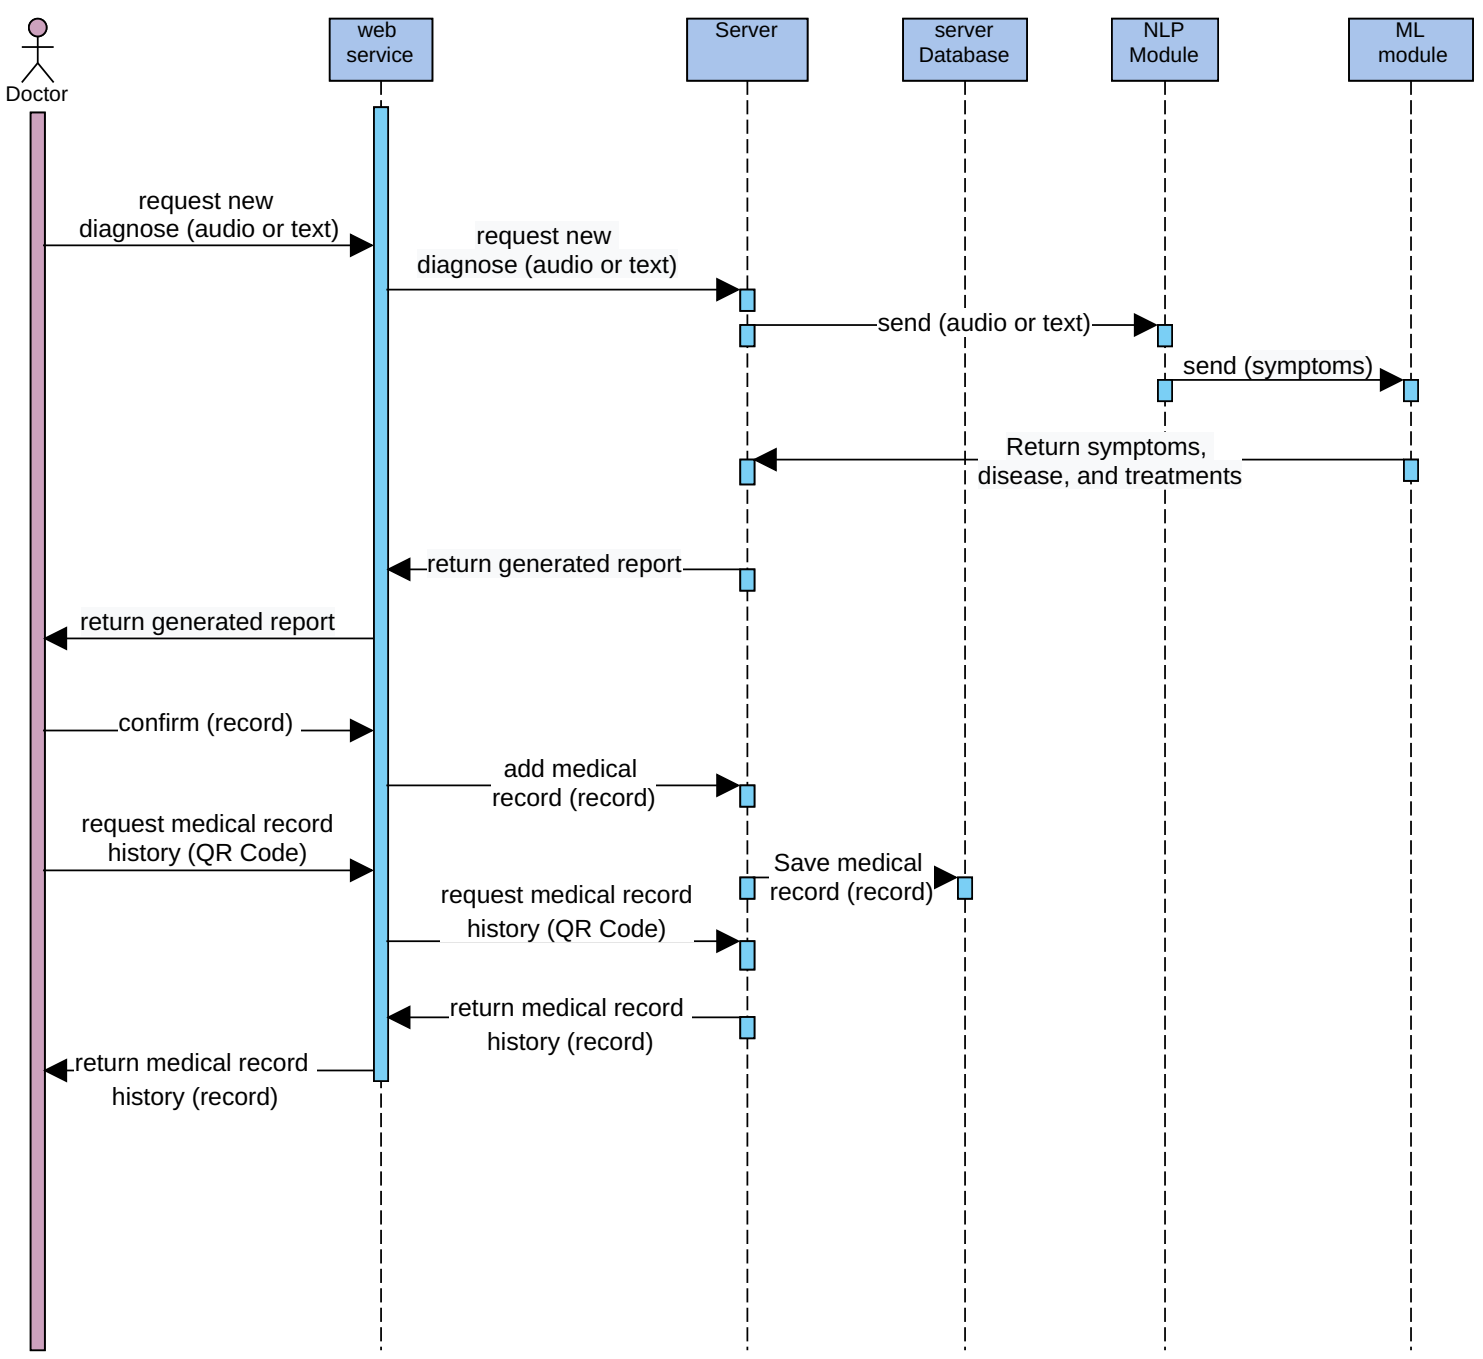 Doctor
web
service
Server
server
Database
NLP
Module
ML
module
request new
diagnose (audio or text)
request new
diagnose (audio or text)
send (audio or text)
send (symptoms)
Return symptoms,
disease, and treatments
return generated report
return generated report
confirm (record)
add medical
record (record)
request medical record
history (QR Code)
Save medical
record (record)
request medical record
history (QR Code)
return medical record
history (record)
return medical record
history (record)